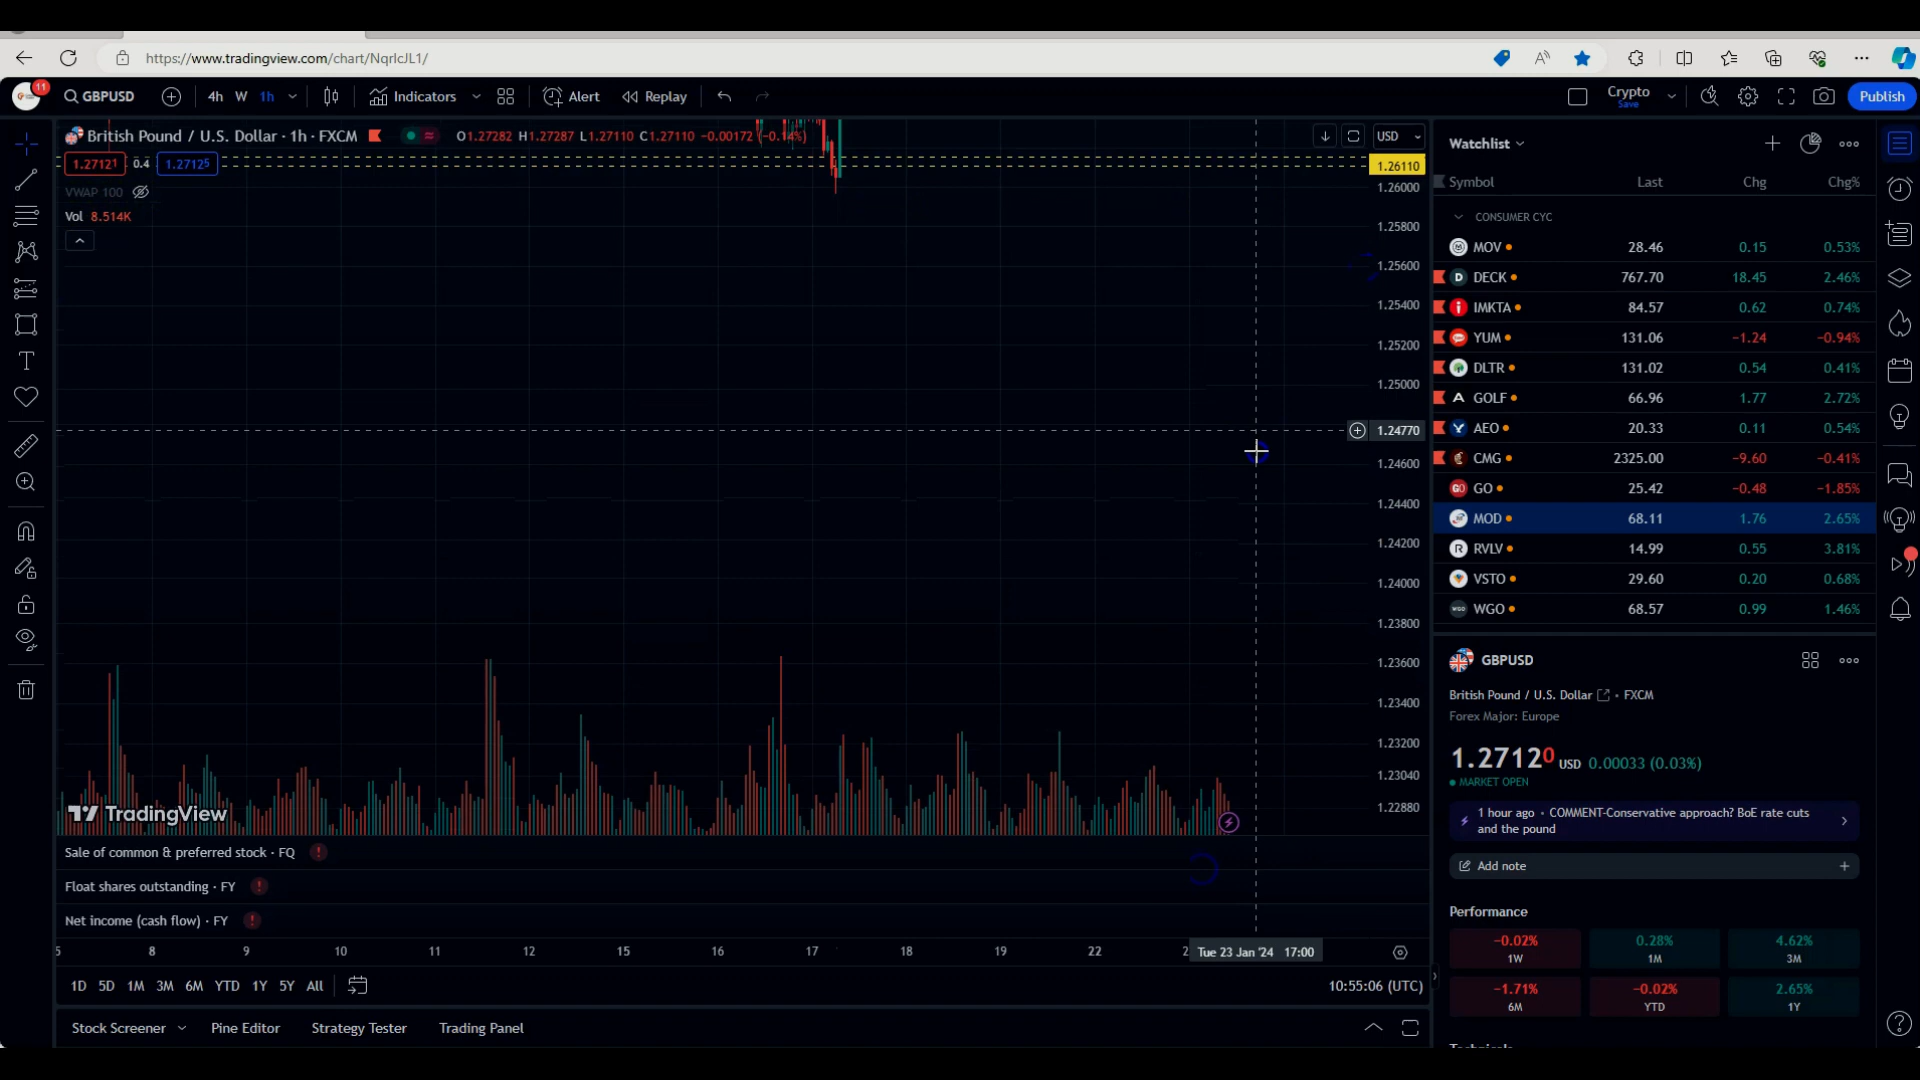 https://www.tradingview.com/chart/NqrlcJL1/
11 GBPUSD 4h W 1h Indicators Alert Replay Crypto Save Publish
British Pound / U.S. Dollar · 1h · FXCM O1.27282 H1.27287 L1.27110 C1.27110 −0.00172 (−0.14%) USD
1.27121 0.4 1.27125
VWAP 100
Vol 8.514K
1.26110
1.26000
1.25800
1.25600
1.25400
1.25200
1.25000
1.24770
1.24600
1.24400
1.24200
1.24000
1.23800
1.23600
1.23400
1.23200
1.23040
1.22880
TradingView
Sale of common & preferred stock · FQ
Float shares outstanding · FY
Net income (cash flow) · FY
8 9 10 11 12 15 16 17 18 19 22 2 Tue 23 Jan '24 17:00
1D 5D 1M 3M 6M YTD 1Y 5Y All 10:55:06 (UTC)
Stock Screener Pine Editor Strategy Tester Trading Panel
Watchlist
Symbol Last Chg Chg%
CONSUMER CYC
MOV 28.46 0.15 0.53%
DECK 767.70 18.45 2.46%
IMKTA 84.57 0.62 0.74%
YUM 131.06 −1.24 −0.94%
DLTR 131.02 0.54 0.41%
GOLF 66.96 1.77 2.72%
AEO 20.33 0.11 0.54%
CMG 2325.00 −9.60 −0.41%
GO 25.42 −0.48 −1.85%
MOD 68.11 1.76 2.65%
RVLV 14.99 0.55 3.81%
VSTO 29.60 0.20 0.68%
WGO 68.57 0.99 1.46%
GBPUSD
British Pound / U.S. Dollar · FXCM
Forex Major: Europe
1.27120 USD 0.00033 (0.03%)
MARKET OPEN
1 hour ago · COMMENT-Conservative approach? BoE rate cuts
and the pound
Add note
Performance
−0.02% 0.28% 4.62%
1W 1M 3M
−1.71% −0.02% 2.65%
6M YTD 1Y